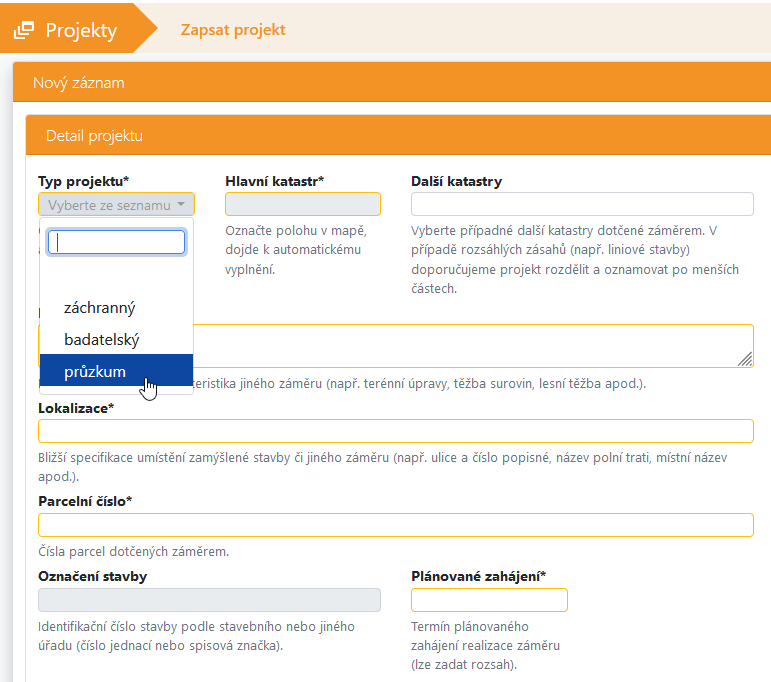 Projekty
Zapsat projekt
Nový záznam
Detail projektu
Typ projektu*
Hlavní katastr*
Další katastry
Vyberte ze seznamu
Označte polohu v mapě,
dojde k automatickému
vyplnění.
Vyberte případné další katastry dotčené záměrem. V
případě rozsáhlých zásahů (např. liniové stavby)
doporučujeme projekt rozdělit a oznamovat po menších
částech.
záchranný
badatelský
průzkum
teristika jiného záměru (např. terénní úpravy, těžba surovin, lesní těžba apod.).
Lokalizace*
Bližší specifikace umístění zamýšlené stavby či jiného záměru (např. ulice a číslo popisné, název polní trati, místní název
apod.).
Parcelní číslo*
Čísla parcel dotčených záměrem.
Označení stavby
Plánované zahájení*
Identifikační číslo stavby podle stavebního nebo jiného
úřadu (číslo jednací nebo spisová značka).
Termín plánovaného
zahájení realizace záměru
(lze zadat rozsah).